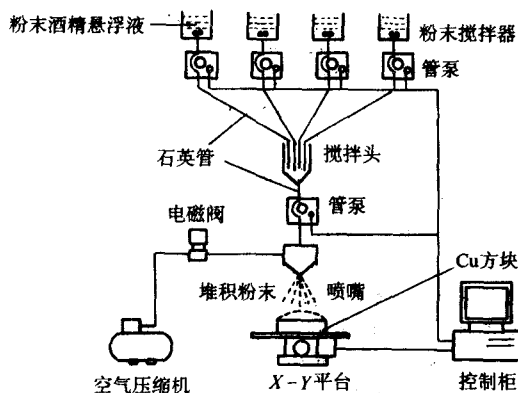 粉末酒精悬浮液
粉末搅拌器
管泵
石英管
搅拌头
管泵
电磁阀
Cu方块
堆积粉末
喷嘴
空气压缩机
X-Y平台
控制柜